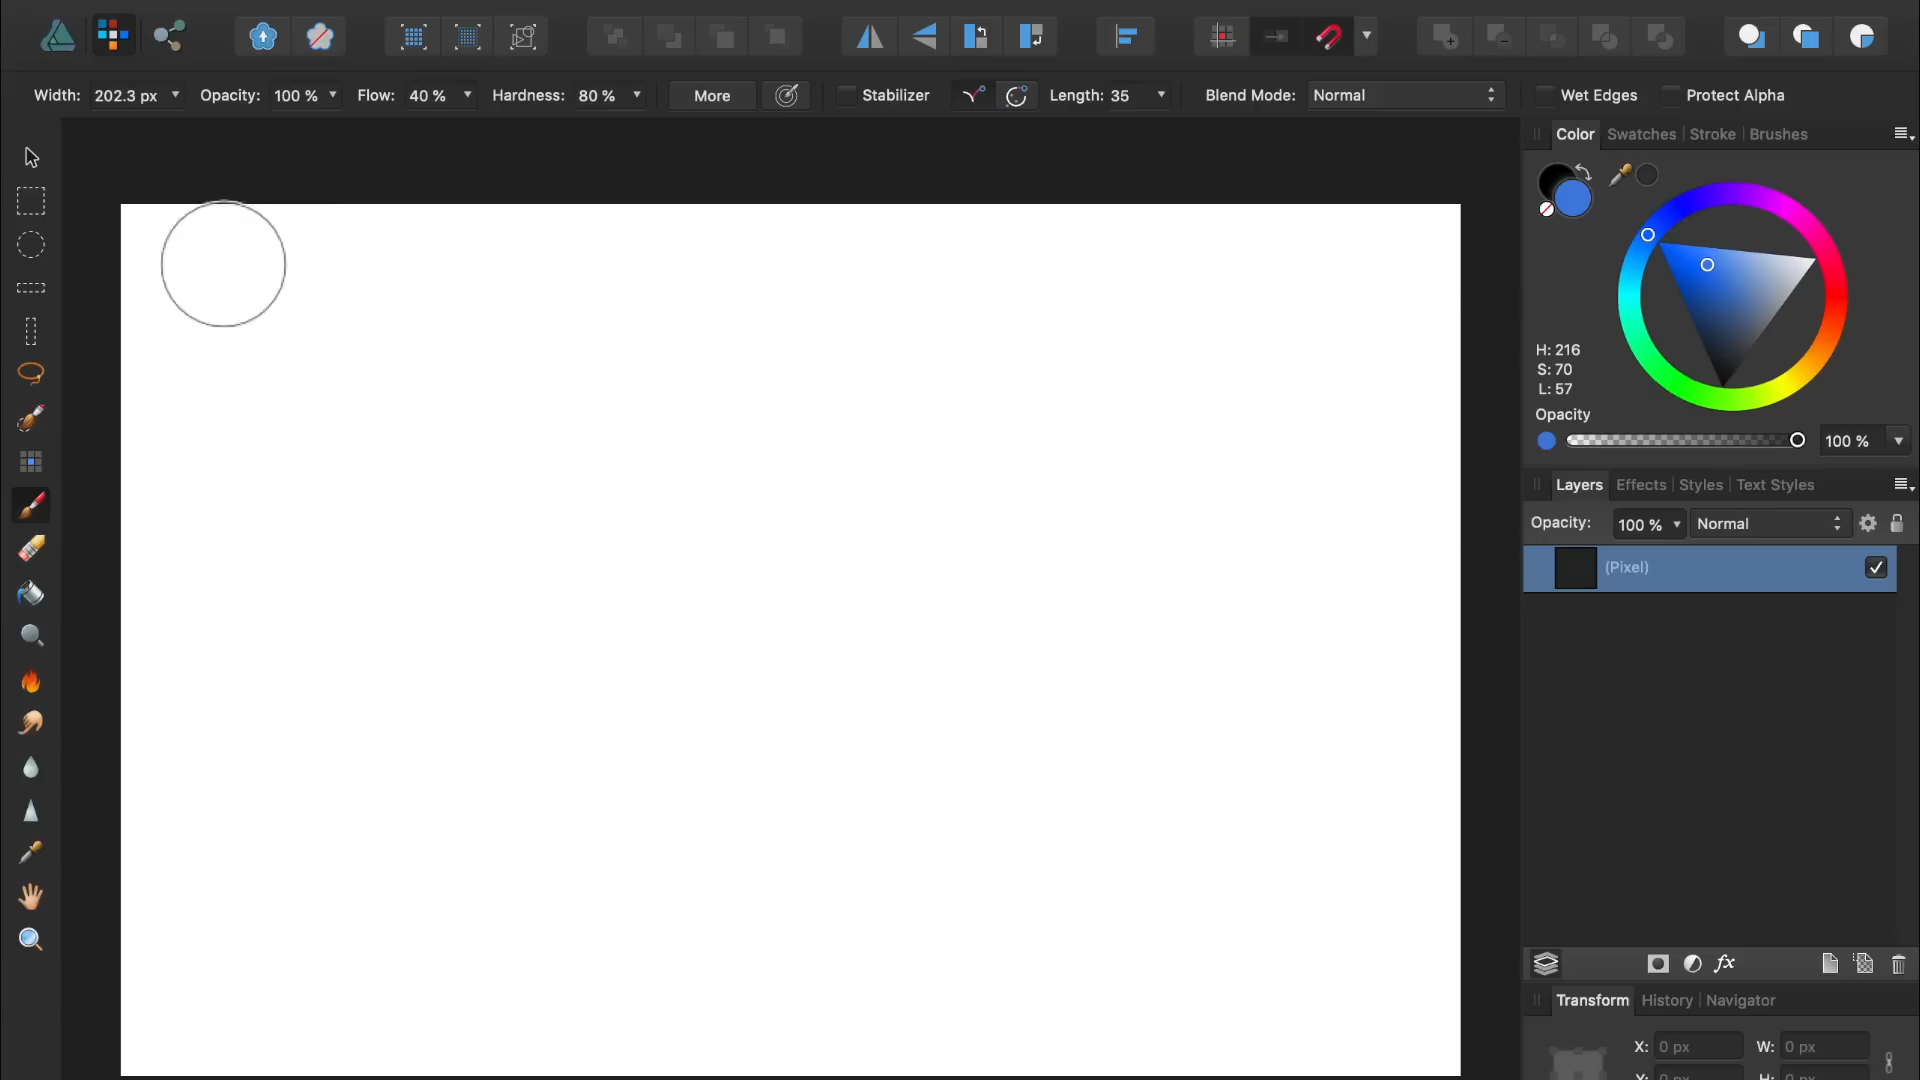 Width: 202.3 px Opacity: 100 % Flow: 40 % Hardness: 80 % More Stabilizer Length: 35 Blend Mode: Normal Wet Edges Protect Alpha
Color Swatches Stroke Brushes
H: 216
S: 70
L: 57
Opacity
100 %
Layers Effects Styles Text Styles
Opacity: 100 % Normal
(Pixel)
fx
Transform History Navigator
X: 0 px W: 0 px